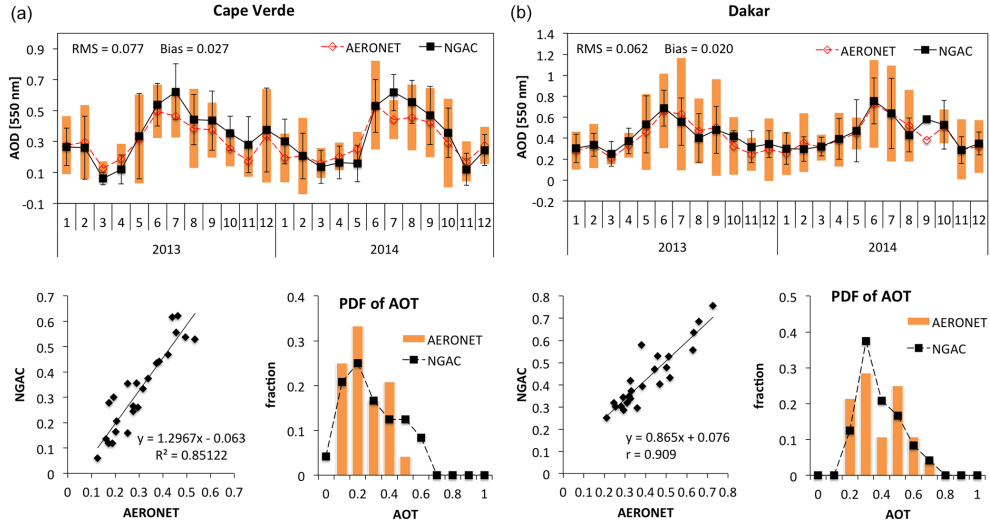 (a)
Cape Verde
RMS = 0.077 Bias = 0.027
AERONET NGAC
AOD [550 nm]
0.9
0.7
0.5
0.3
0.1
-0.1
1 2 3 4 5 6 7 8 9 10 11 12 1 2 3 4 5 6 7 8 9 10 11 12
2013 2014
(b)
Dakar
RMS = 0.062 Bias = 0.020
AERONET NGAC
AOD [550 nm]
1.4
1.2
1
0.8
0.6
0.4
0.2
0
-0.2
1 2 3 4 5 6 7 8 9 10 11 12 1 2 3 4 5 6 7 8 9 10 11 12
2013 2014
NGAC
0.7
0.6
0.5
0.4
0.3
0.2
0.1
0
y = 1.2967x - 0.063
R² = 0.85122
0 0.1 0.2 0.3 0.4 0.5 0.6 0.7
AERONET
PDF of AOT
AERONET
NGAC
fraction
0.4
0.3
0.2
0.1
0
0 0.2 0.4 0.6 0.8 1
AOT
NGAC
0.8
0.7
0.6
0.5
0.4
0.3
0.2
0.1
0
y = 0.865x + 0.076
r = 0.909
0 0.1 0.2 0.3 0.4 0.5 0.6 0.7 0.8
AERONET
PDF of AOT
AERONET
NGAC
fraction
0.5
0.4
0.3
0.2
0.1
0
0 0.2 0.4 0.6 0.8 1
AOT